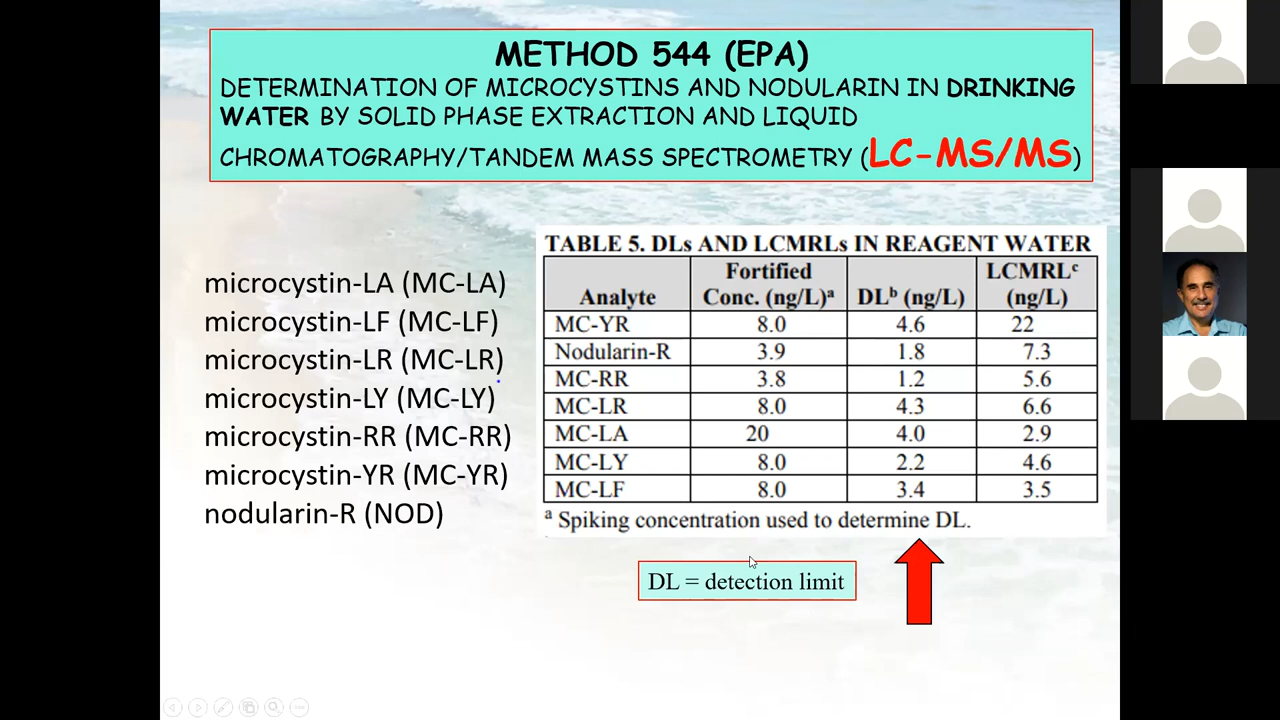 METHOD 544 (EPA)
DETERMINATION OF MICROCYSTINS AND NODULARIN IN DRINKING
WATER BY SOLID PHASE EXTRACTION AND LIQUID
CHROMATOGRAPHY/TANDEM MASS SPECTROMETRY (LC-MS/MS)
microcystin-LA (MC-LA)
microcystin-LF (MC-LF)
microcystin-LR (MC-LR)
microcystin-LY (MC-LY)
microcystin-RR (MC-RR)
microcystin-YR (MC-YR)
nodularin-R (NOD)
TABLE 5. DLs AND LCMRLs IN REAGENT WATER
Analyte Fortified Conc. (ng/L)ᵃ DLᵇ (ng/L) LCMRLᶜ (ng/L)
MC-YR 8.0 4.6 22
Nodularin-R 3.9 1.8 7.3
MC-RR 3.8 1.2 5.6
MC-LR 8.0 4.3 6.6
MC-LA 20 4.0 2.9
MC-LY 8.0 2.2 4.6
MC-LF 8.0 3.4 3.5
ᵃ Spiking concentration used to determine DL.
DL = detection limit